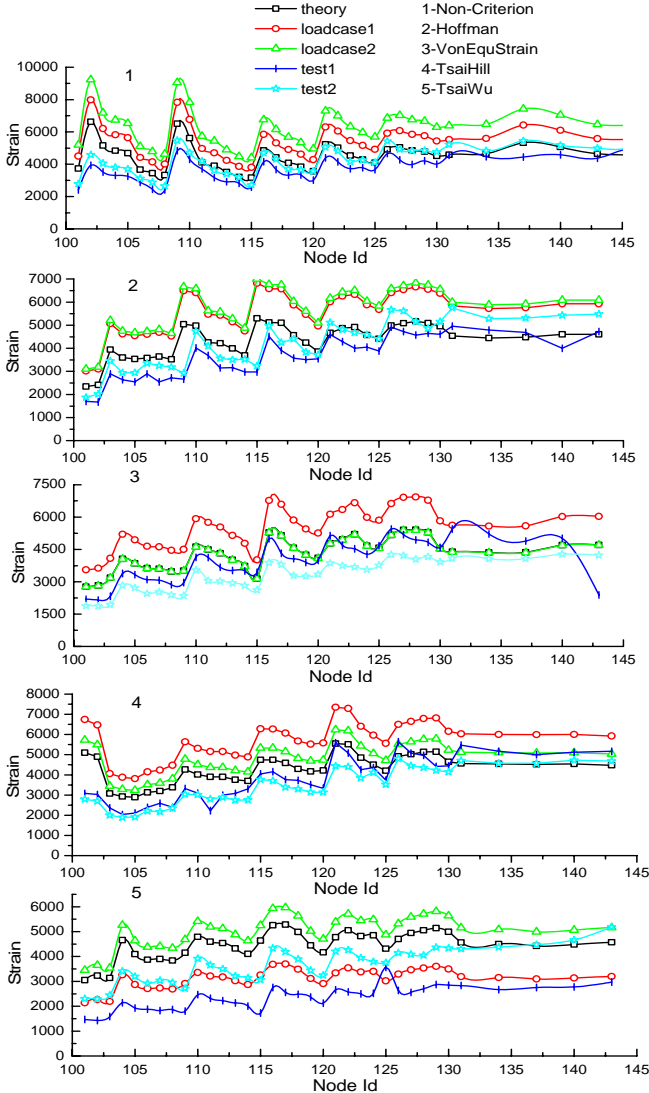 theory 1-Non-Criterion
loadcase1 2-Hoffman
loadcase2 3-VonEquStrain
test1 4-TsaiHill
test2 5-TsaiWu
1
10000
8000
6000
4000
2000
0
Strain
100 105 110 115 120 125 130 135 140 145
Node Id
2
7000
6000
5000
4000
3000
2000
1000
0
Strain
100 105 110 115 120 125 130 135 140 145
Node Id
3
7500
6000
4500
3000
1500
0
Strain
100 105 110 115 120 125 130 135 140 145
Node Id
4
8000
7000
6000
5000
4000
3000
2000
1000
0
Strain
100 105 110 115 120 125 130 135 140 145
Node Id
5
6000
5000
4000
3000
2000
1000
0
Strain
100 105 110 115 120 125 130 135 140 145
Node Id